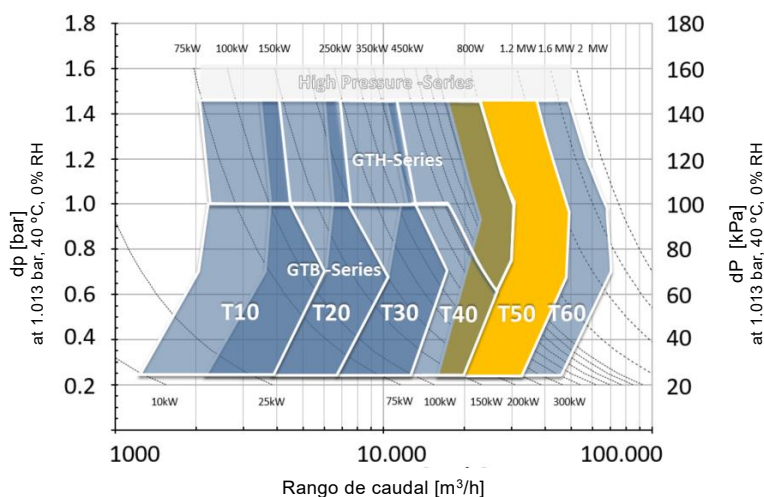 1.8
1.6
1.4
1.2
1.0
0.8
0.6
0.4
0.2
dp [bar]
at 1.013 bar, 40 ºC, 0% RH
75kW 100kW 150kW 250kW 350kW 450kW 800W 1.2 MW 1.6 MW 2 MW
High Pressure -Series
GTH-Series
GTB -Series
T10 T20 T30 T40 T50 T60
10kW 25kW 75kW 100kW 150kW 200kW 300kW
180
160
140
120
100
80
60
40
20
dP [kPa]
at 1.013 bar, 40 ºC, 0% RH
1000 10.000 100.000
Rango de caudal [m³/h]